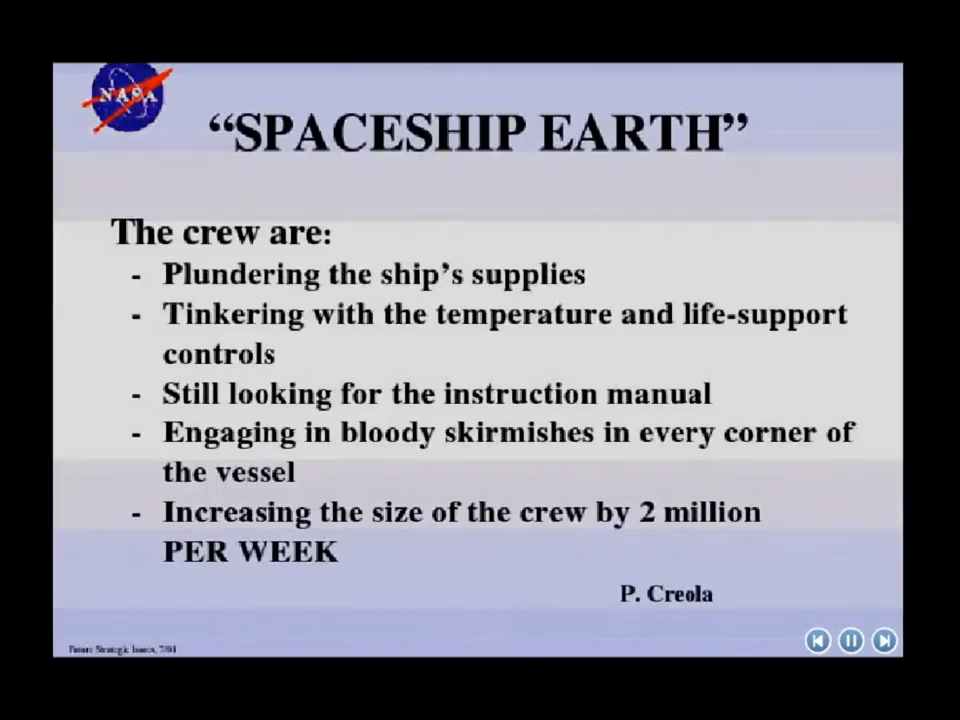 NASA
“SPACESHIP EARTH”
The crew are:
- Plundering the ship’s supplies
- Tinkering with the temperature and life-support
controls
- Still looking for the instruction manual
- Engaging in bloody skirmishes in every corner of
the vessel
- Increasing the size of the crew by 2 million
PER WEEK
P. Creola
Future Strategic Issues, 7/01